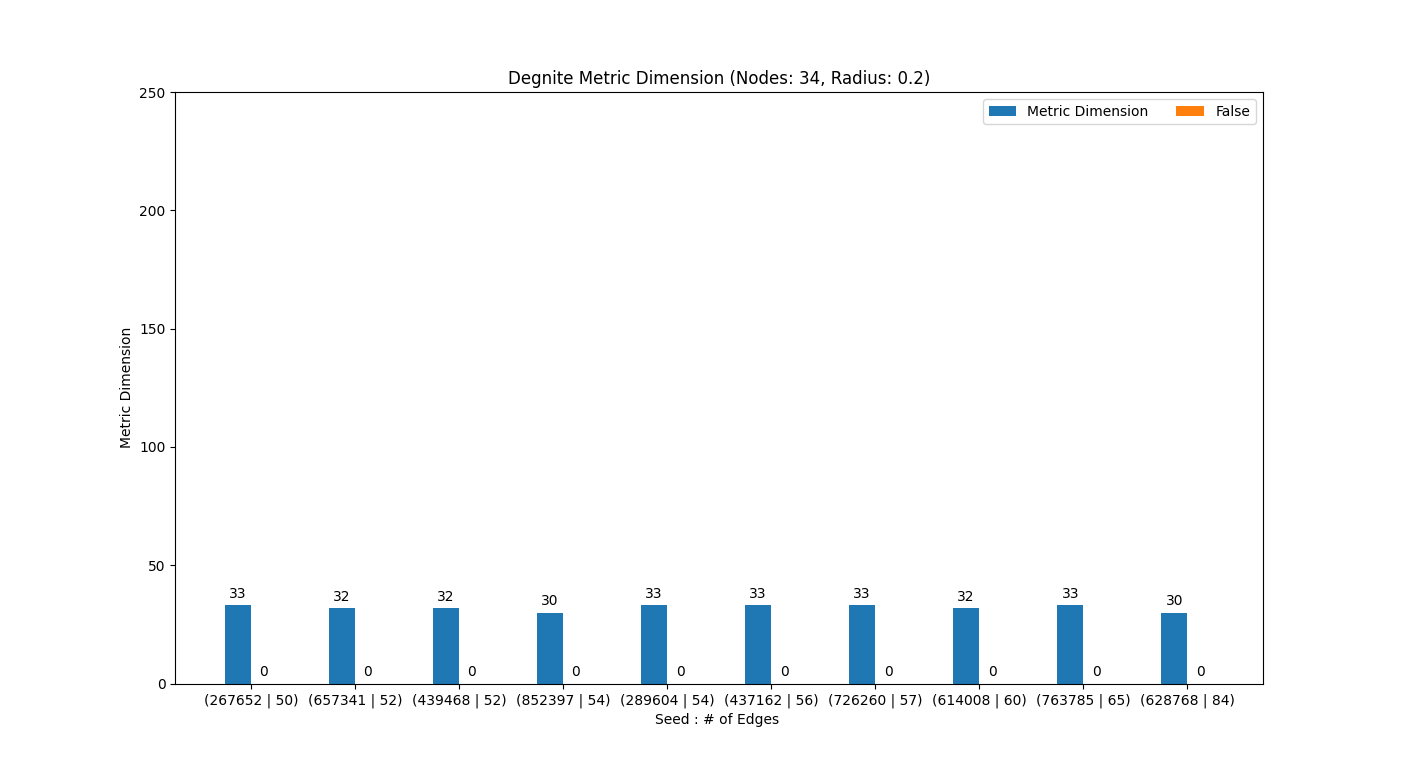 Degnite Metric Dimension (Nodes: 34, Radius: 0.2)
Metric Dimension False
250
200
150
100
50
0
Metric Dimension
33 32 32 30 33 33 33 32 33 30
0 0 0 0 0 0 0 0 0 0
(267652 | 50) (657341 | 52) (439468 | 52) (852397 | 54) (289604 | 54) (437162 | 56) (726260 | 57) (614008 | 60) (763785 | 65) (628768 | 84)
Seed : # of Edges